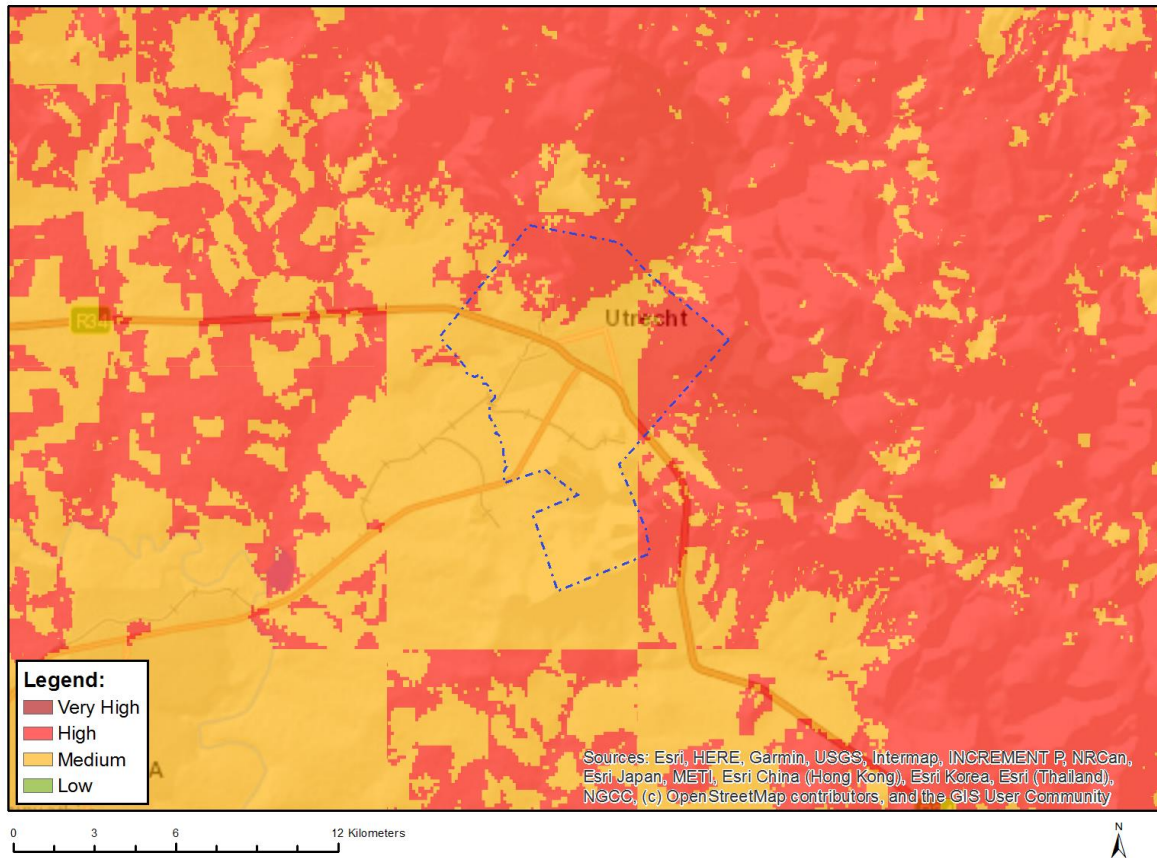 R34
Utrecht
Legend:
Very High
High
Medium
Low
A
Sources: Esri, HERE, Garmin, USGS, Intermap, INCREMENT P, NRCan,
Esri Japan, METI, Esri China (Hong Kong), Esri Korea, Esri (Thailand),
NGCC, (c) OpenStreetMap contributors, and the GIS User Community
0 3 6 12 Kilometers
N